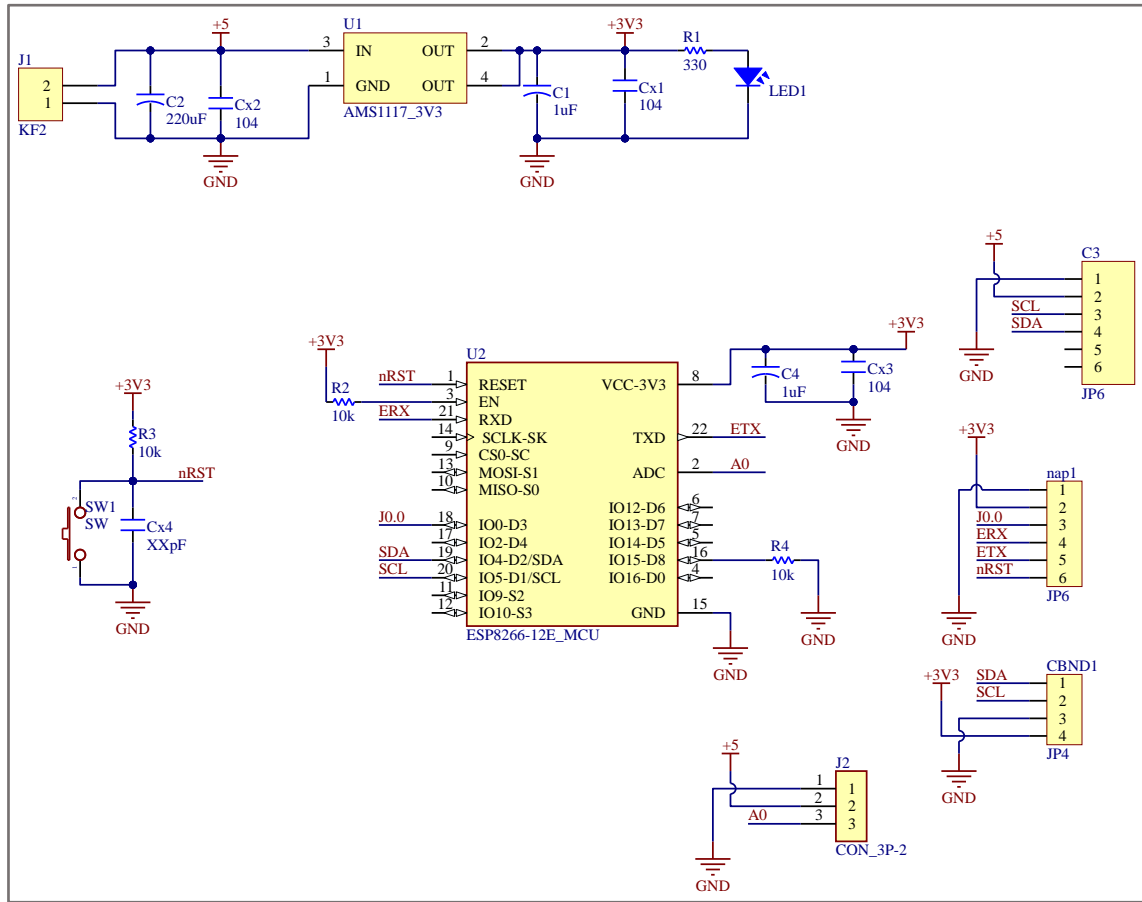 J1
2
1
KF2
+5
C2
220uF
Cx2
104
GND
U1
3 IN OUT 2
1 GND OUT 4
AMS1117_3V3
+3V3
C1
1uF
Cx1
104
R1
330
LED1
GND
+5
C3
1
2
SCL 3
SDA 4
5
6
JP6
GND
+3V3
R3
10k
nRST
SW1
SW
2
1
Cx4
XXpF
GND
+3V3
R2
10k
U2
nRST 1 RESET
3 EN
ERX 21 RXD
14 SCLK-SK
9 CS0-SC
13 MOSI-S1
10 MISO-S0
J0.0 18 IO0-D3
17 IO2-D4
SDA 19 IO4-D2/SDA
SCL 20 IO5-D1/SCL
11 IO9-S2
12 IO10-S3
VCC-3V3 8
TXD 22 ETX
ADC 2 A0
IO12-D6 6
IO13-D7 7
IO14-D5 5
IO15-D8 16
IO16-D0 4
GND 15
ESP8266-12E_MCU
+3V3
C4
1uF
Cx3
104
GND
R4
10k
GND
GND
+3V3
nap1
1
2
J0.0 3
ERX 4
ETX 5
nRST 6
JP6
GND
+3V3
CBND1
SDA 1
SCL 2
3
4
JP4
GND
+5
J2
1 1
2 2
A0 3 3
CON_3P-2
GND